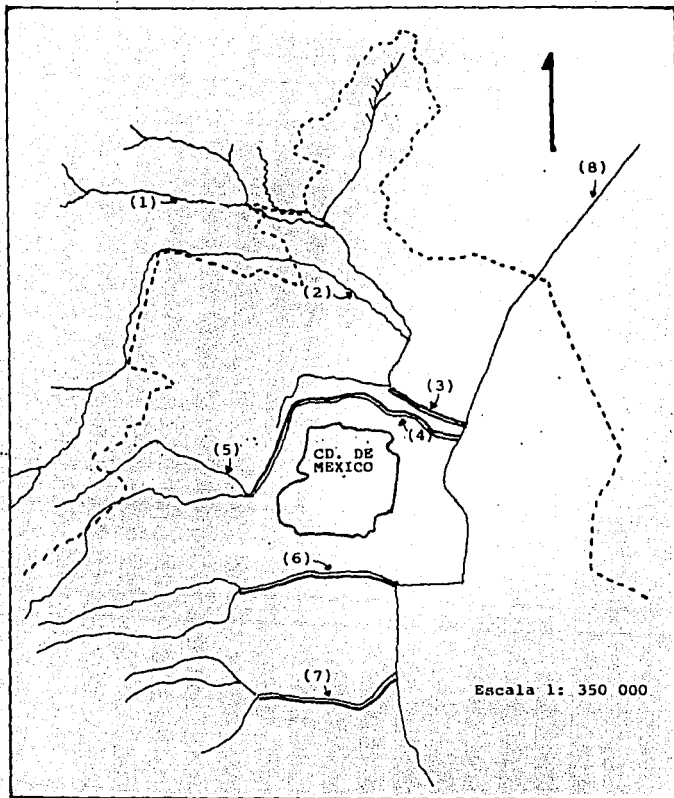 (8)
(1)
(2)
(3)
(4)
(5)
CD. DE
MEXICO
(6)
(7)
Escala 1: 350 000